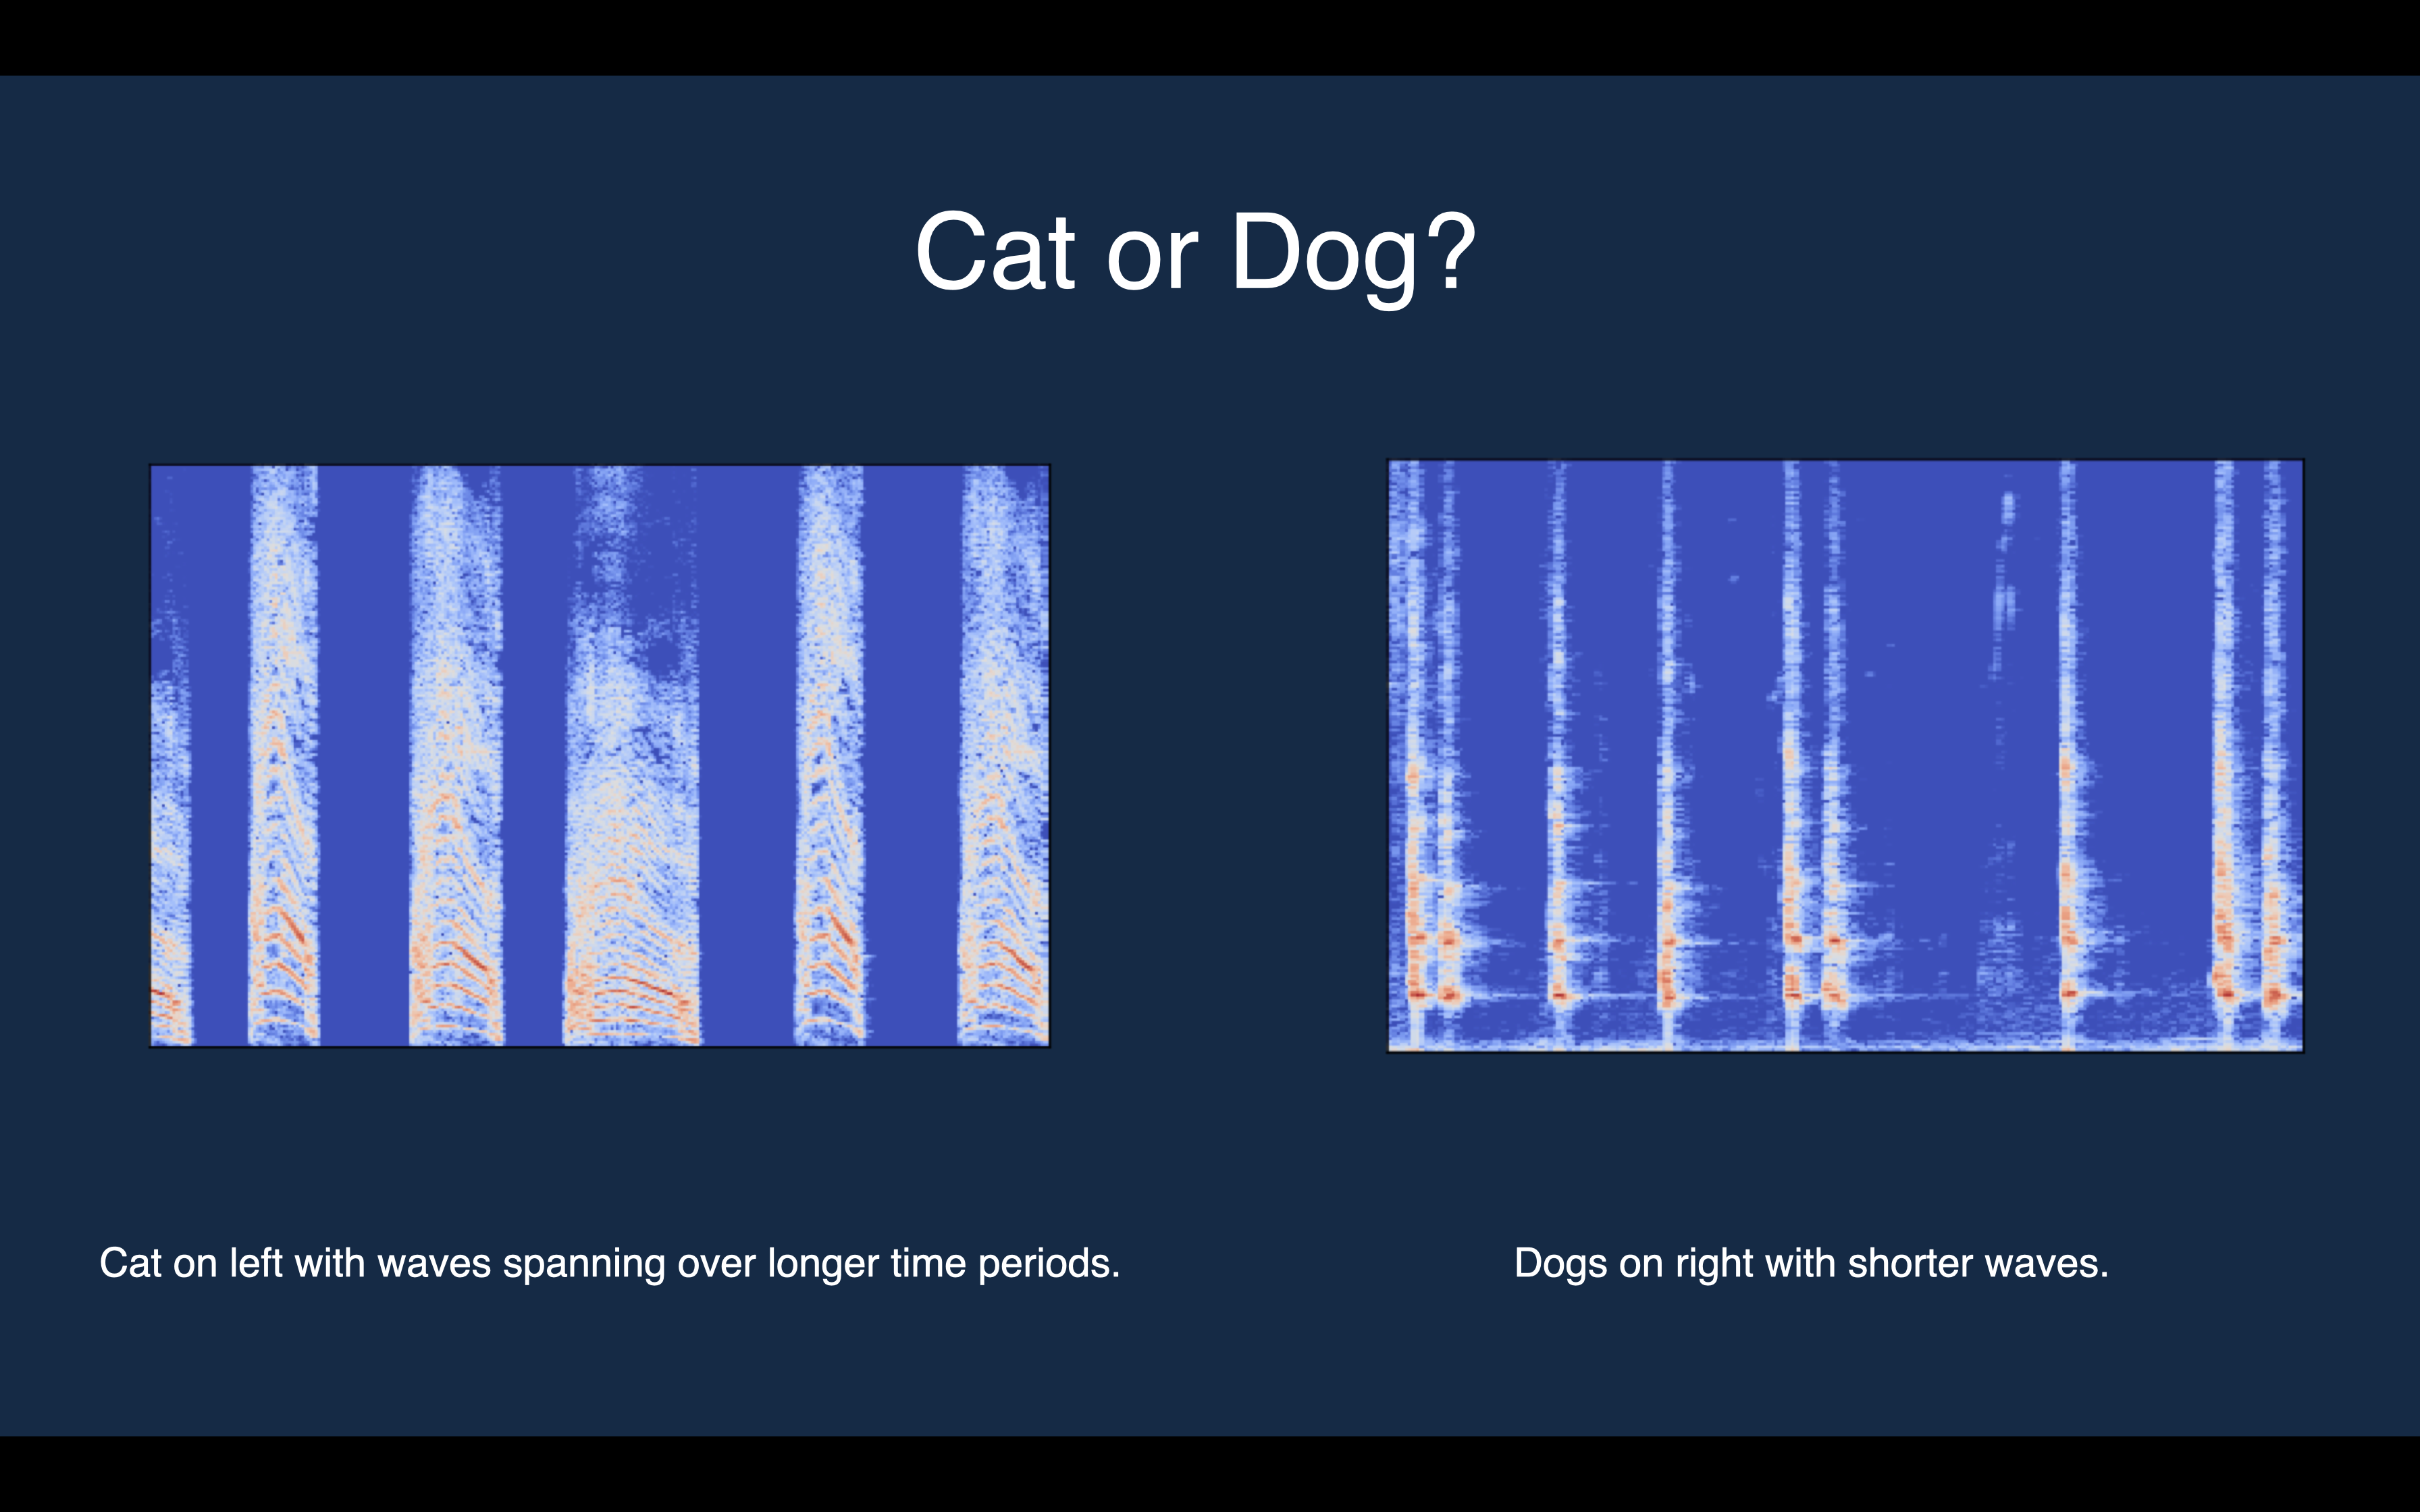 Cat or Dog?
Cat on left with waves spanning over longer time periods.
Dogs on right with shorter waves.